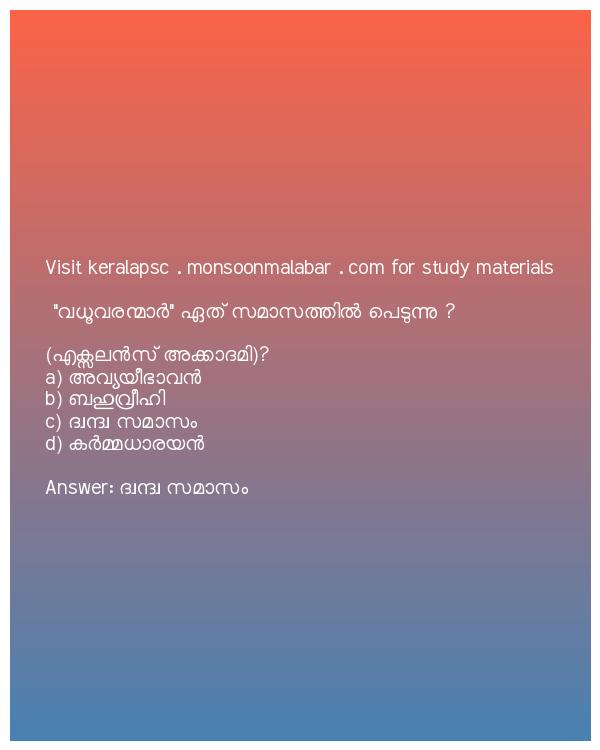 Visit keralapsc . monsoonmalabar . com for study materials
"വധൂവരന്മാർ" ഏത് സമാസത്തിൽ പെടുന്നു ?
(എക്സലൻസ് അക്കാദമി)?
a) അവ്യയീഭാവൻ
b) ബഹുവ്രീഹി
c) ദ്വന്ദ്വ സമാസം
d) കർമ്മധാരയൻ
Answer: ദ്വന്ദ്വ സമാസം